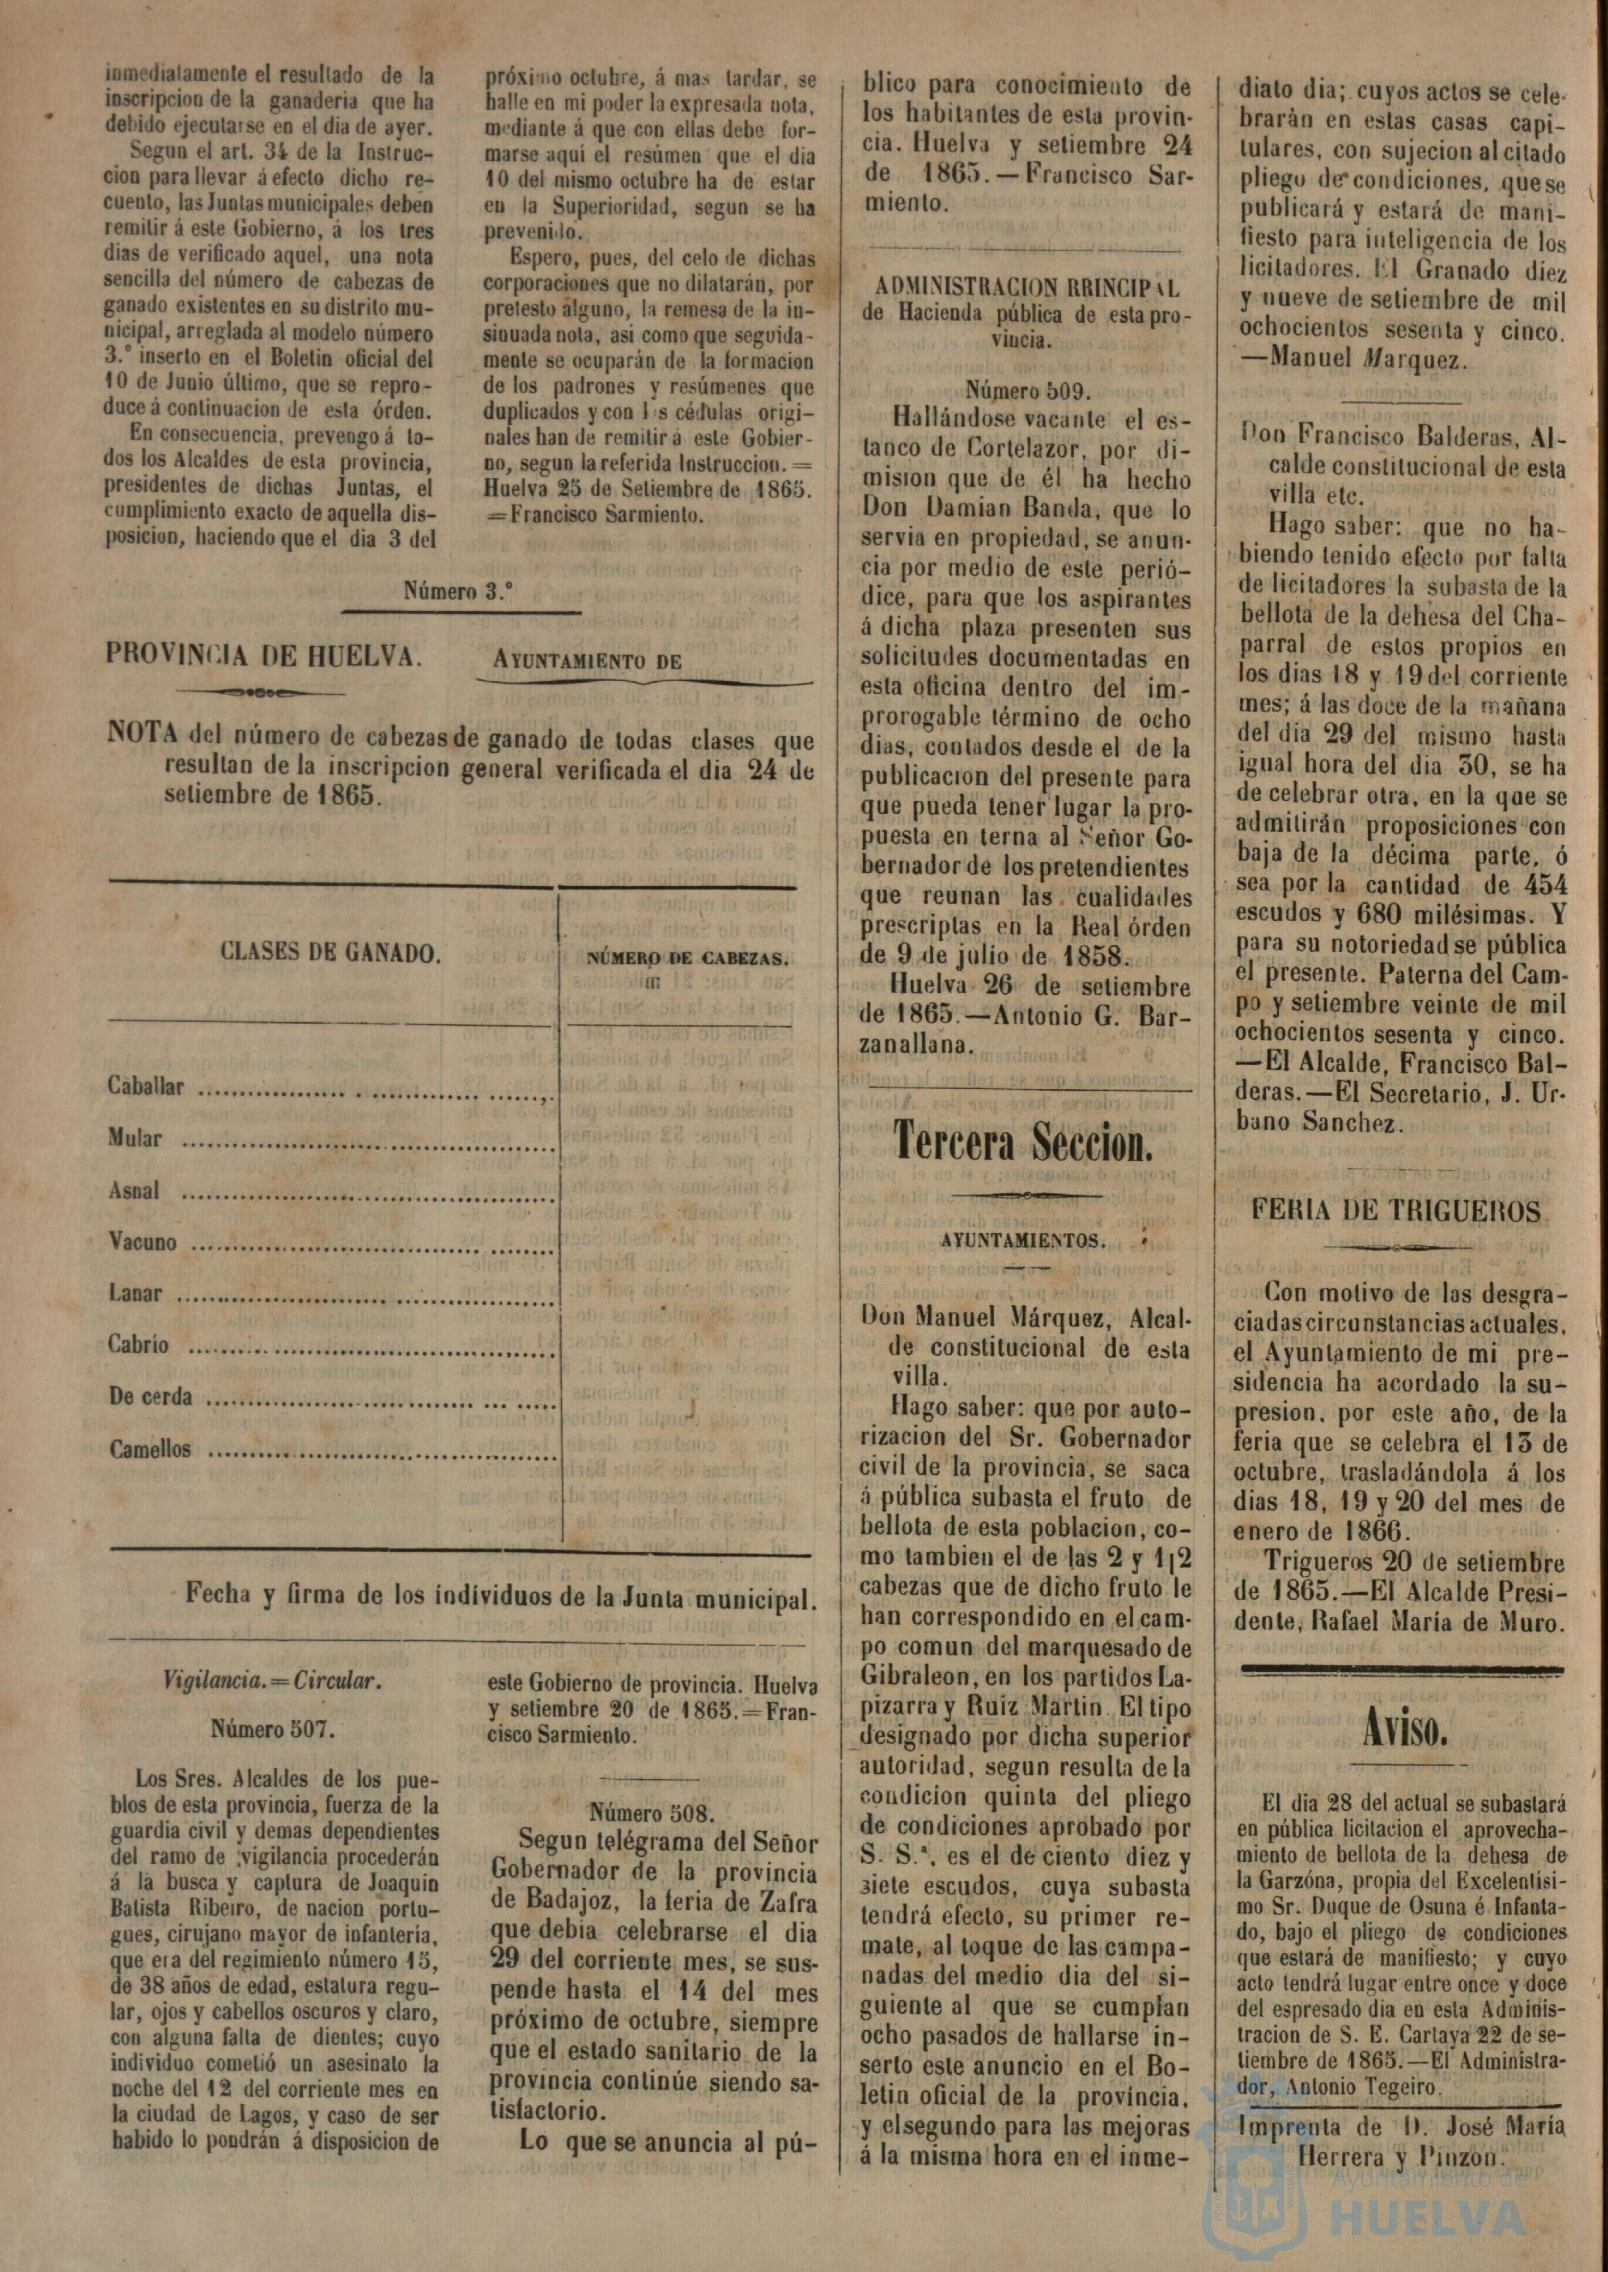 inmediatamente el resultado de la
inscripcion de la ganaderia que ha
debido ejecutarse en el dia de ayer.
Segun el art. 34 de la Instruc-
cion para llevar á efecto dicho re-
cuento, las Juntas municipales deben
remitir á este Gobierno, á los tres
dias de verificado aquel, una nota
sencilla del número de cabezas de
ganado existentes en su distrito mu-
nicipal, arreglada al modelo número
3.º inserto en el Boletin oficial del
10 de Junio último, que se repro-
duce á continuacion de esta órden.
En consecuencia, prevengo á to-
dos los Alcaldes de esta provincia,
presidentes de dichas Juntas, el
cumplimiento exacto de aquella dis-
posicion, haciendo que el dia 3 del
próximo octubre, á mas tardar, se
halle en mi poder la expresada nota,
mediante á que con ellas debe for-
marse aquí el resúmen que el dia
10 del mismo octubre ha de estar
en la Superioridad, segun se ha
prevenido.
Espero, pues, del celo de dichas
corporaciones que no dilatarán, por
pretesto alguno, la remesa de la in-
sinuada nota, asi como que seguida-
mente se ocuparán de la formacion
de los padrones y resúmenes que
duplicados y con l s cédulas origi-
nales han de remitir á este Gobier-
no, segun la referida Instruccion.=
Huelva 25 de Setiembre de 1865.
=Francisco Sarmiento.
Número 3.º
PROVINCIA DE HUELVA.
AYUNTAMIENTO DE
NOTA del número de cabezas de ganado de todas clases que
resultan de la inscripcion general verificada el dia 24 de
setiembre de 1865.
CLASES DE GANADO.
NÚMERO DE CABEZAS.
Caballar ...............................
Mular ...............................
Asnal ...............................
Vacuno ...............................
Lanar ...............................
Cabrío ...............................
De cerda ...............................
Camellos ...............................
Fecha y firma de los individuos de la Junta municipal.
Vigilancia.=Circular.
Número 507.
Los Sres. Alcaldes de los pue-
blos de esta provincia, fuerza de la
guardia civil y demas dependientes
del ramo de vigilancia procederán
á la busca y captura de Joaquin
Batista Ribeiro, de nacion portu-
gues, cirujano mayor de infantería,
que era del regimiento número 15,
de 38 años de edad, estatura regu-
lar, ojos y cabellos oscuros y claro,
con alguna falta de dientes; cuyo
individuo cometió un asesinato la
noche del 12 del corriente mes en
la ciudad de Lagos, y caso de ser
habido lo pondrán á disposicion de
este Gobierno de provincia. Huelva
y setiembre 20 de 1865.=Fran-
cisco Sarmiento.
Número 508.
Segun telégrama del Señor
Gobernador de la provincia
de Badajoz, la feria de Zafra
que debia celebrarse el dia
29 del corriente mes, se sus-
pende hasta el 14 del mes
próximo de octubre, siempre
que el estado sanitario de la
provincia continúe siendo sa-
tisfactorio.
Lo que se anuncia al pú-
blico para conocimiento de
los habitantes de esta provin-
cia. Huelva y setiembre 24
de 1865.—Francisco Sar-
miento.
ADMINISTRACION RRINCIPAL
de Hacienda pública de esta pro-
vincia.
Número 509.
Hallándose vacante el es-
tanco de Cortelazor, por di-
mision que de él ha hecho
Don Damian Banda, que lo
servia en propiedad, se anun-
cia por medio de este perió-
dice, para que los aspirantes
á dicha plaza presenten sus
solicitudes documentadas en
esta oficina dentro del im-
prorogable término de ocho
dias, contados desde el de la
publicacion del presente para
que pueda tener lugar la pro-
puesta en terna al Señor Go-
bernador de los pretendientes
que reunan las cualidades
prescriptas en la Real órden
de 9 de julio de 1858.
Huelva 26 de setiembre
de 1865.—Antonio G. Bar-
zanallana.
Tercera Seccion.
AYUNTAMIENTOS.
Don Manuel Márquez, Alcal-
de constitucional de esta
villa.
Hago saber: que por auto-
rizacion del Sr. Gobernador
civil de la provincia, se saca
á pública subasta el fruto de
bellota de esta poblacion, co-
mo tambien el de las 2 y 1|2
cabezas que de dicho fruto le
han correspondido en el cam-
po comun del marquesado de
Gibraleon, en los partidos La-
pizarra y Ruiz Martin. El tipo
designado por dicha superior
autoridad, segun resulta de la
condicion quinta del pliego
de condiciones aprobado por
S. S.ª, es el de ciento diez y
siete escudos, cuya subasta
tendrá efecto, su primer re-
mate, al toque de las campa-
nadas del medio dia del si-
guiente al que se cumplan
ocho pasados de hallarse in-
serto este anuncio en el Bo-
letin oficial de la provincia,
y el segundo para las mejoras
á la misma hora en el inme-
diato dia; cuyos actos se cele-
brarán en estas casas capi-
tulares, con sujecion al citado
pliego de condiciones, que se
publicará y estará de mani-
fiesto para inteligencia de los
licitadores. El Granado diez
y nueve de setiembre de mil
ochocientos sesenta y cinco.
—Manuel Marquez.
Don Francisco Balderas, Al-
calde constitucional de esta
villa etc.
Hago saber: que no ha-
biendo tenido efecto por falta
de licitadores la subasta de la
bellota de la dehesa del Cha-
parral de estos propios en
los dias 18 y 19 del corriente
mes; á las doce de la mañana
del dia 29 del mismo hasta
igual hora del dia 30, se ha
de celebrar otra, en la que se
admitirán proposiciones con
baja de la décima parte, ó
sea por la cantidad de 454
escudos y 680 milésimas. Y
para su notoriedad se pública
el presente. Paterna del Cam-
po y setiembre veinte de mil
ochocientos sesenta y cinco.
—El Alcalde, Francisco Bal-
deras.—El Secretario, J. Ur-
bano Sanchez.
FERIA DE TRIGUEROS
Con motivo de las desgra-
ciadas circunstancias actuales,
el Ayuntamiento de mi pre-
sidencia ha acordado la su-
presion, por este año, de la
feria que se celebra el 13 de
octubre, trasladándola á los
dias 18, 19 y 20 del mes de
enero de 1866.
Trigueros 20 de setiembre
de 1865.—El Alcalde Presi-
dente, Rafael María de Muro.
Aviso.
El dia 28 del actual se subastará
en pública licitacion el aprovecha-
miento de bellota de la dehesa de
la Garzóna, propia del Excelentísi-
mo Sr. Duque de Osuna é Infanta-
do, bajo el pliego de condiciones
que estará de manifiesto; y cuyo
acto tendrá lugar entre once y doce
del espresado dia en esta Adminis-
tracion de S. E. Cartaya 22 de se-
tiembre de 1865.—El Administra-
dor, Antonio Tegeiro.
Imprenta de D. José María
Herrera y Pinzon.
Ayuntamiento de
HUELVA